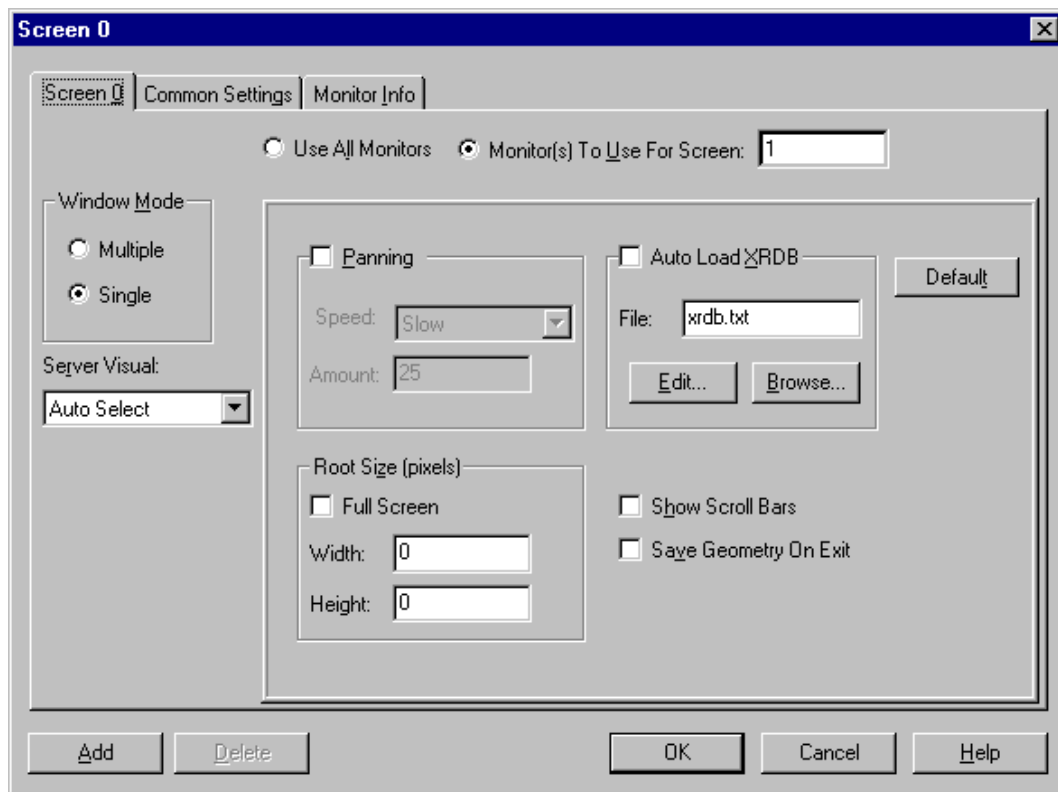 Screen 0
Screen 0 Common Settings Monitor Info
Use All Monitors Monitor(s) To Use For Screen: 1
Window Mode
Multiple
Single
Server Visual:
Auto Select
Panning
Speed: Slow
Amount: 25
Auto Load XRDB
File: xrdb.txt
Edit... Browse...
Default
Root Size (pixels)
Full Screen
Width: 0
Height: 0
Show Scroll Bars
Save Geometry On Exit
Add Delete OK Cancel Help